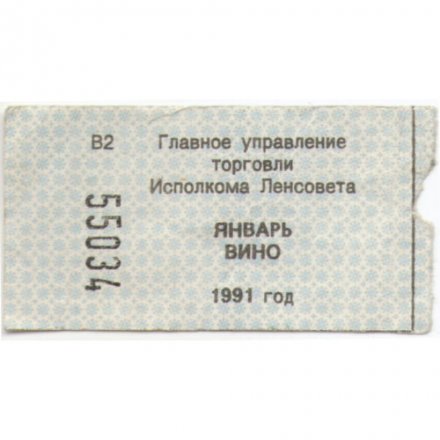 В2
Главное управление
торговли
Исполкома Ленсовета
55034
ЯНВАРЬ
ВИНО
1991 год